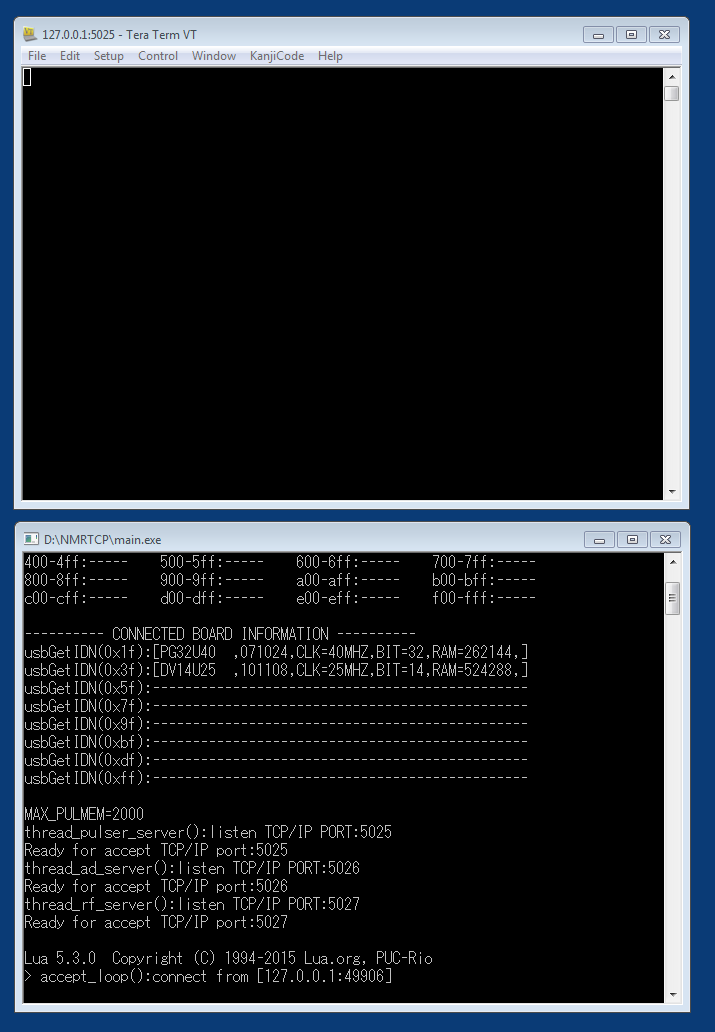 127.0.0.1:5025 - Tera Term VT
File Edit Setup Control Window KanjiCode Help
D:\NMRTCP\main.exe
400-4ff:----- 500-5ff:----- 600-6ff:----- 700-7ff:-----
800-8ff:----- 900-9ff:----- a00-aff:----- b00-bff:-----
c00-cff:----- d00-dff:----- e00-eff:----- f00-fff:-----
---------- CONNECTED BOARD INFORMATION ----------
usbGetIDN(0x1f):[PG32U40  ,071024,CLK=40MHZ,BIT=32,RAM=262144,]
usbGetIDN(0x3f):[DV14U25  ,101108,CLK=25MHZ,BIT=14,RAM=524288,]
usbGetIDN(0x5f):-----------------------------------------------
usbGetIDN(0x7f):-----------------------------------------------
usbGetIDN(0x9f):-----------------------------------------------
usbGetIDN(0xbf):-----------------------------------------------
usbGetIDN(0xdf):-----------------------------------------------
usbGetIDN(0xff):-----------------------------------------------
MAX_PULMEM=2000
thread_pulser_server():listen TCP/IP PORT:5025
Ready for accept TCP/IP port:5025
thread_ad_server():listen TCP/IP PORT:5026
Ready for accept TCP/IP port:5026
thread_rf_server():listen TCP/IP PORT:5027
Ready for accept TCP/IP port:5027
Lua 5.3.0  Copyright (C) 1994-2015 Lua.org, PUC-Rio
> accept_loop():connect from [127.0.0.1:49906]